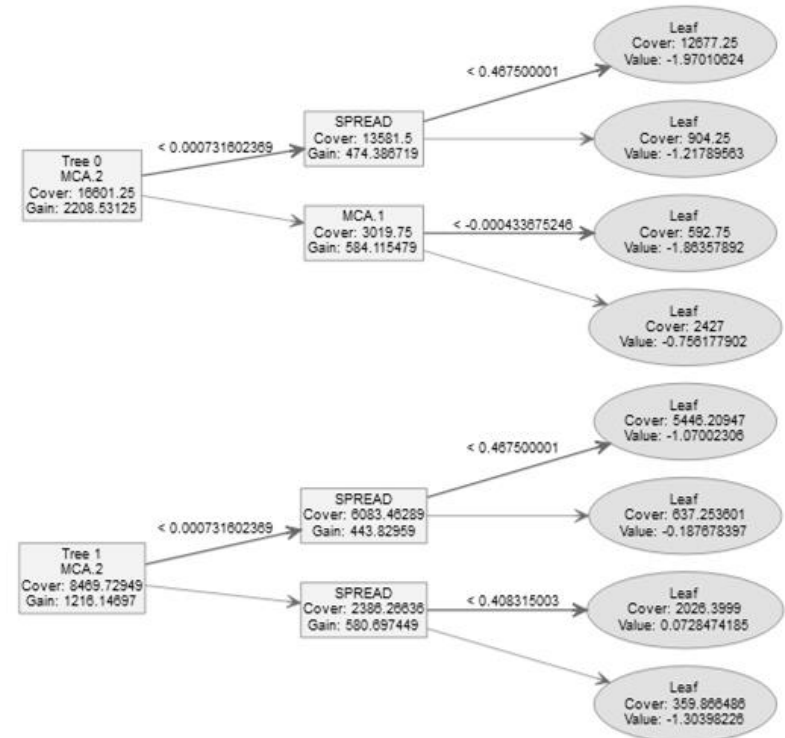 Leaf
Cover: 12677.25
Value: -1.97010624
< 0.467500001
SPREAD
Cover: 13581.5
Gain: 474.386719
Leaf
Cover: 904.25
Value: -1.21789563
< 0.000731602369
Tree 0
MCA.2
Cover: 16601.25
Gain: 2208.53125
MCA.1
Cover: 3019.75
Gain: 584.115479
< -0.000433675246
Leaf
Cover: 592.75
Value: -1.86357892
Leaf
Cover: 2427
Value: -0.756177902
Leaf
Cover: 5446.20947
Value: -1.07002306
< 0.467500001
SPREAD
Cover: 6083.46289
Gain: 443.82959
Leaf
Cover: 637.253601
Value: -0.187678397
< 0.000731602369
Tree 1
MCA.2
Cover: 8469.72949
Gain: 1216.14697
SPREAD
Cover: 2386.26636
Gain: 580.697449
< 0.408315003
Leaf
Cover: 2026.3999
Value: 0.0728474185
Leaf
Cover: 359.866486
Value: -1.30398226